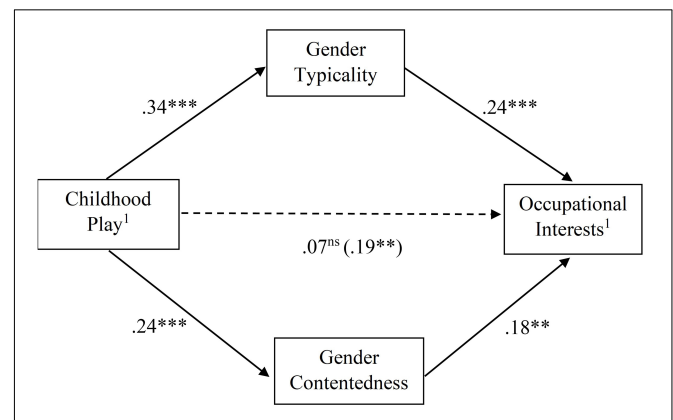 Gender
Typicality
.34***
.24***
Childhood
Play¹
Occupational
Interests¹
.07ⁿˢ (.19**)
.24***
.18**
Gender
Contentedness